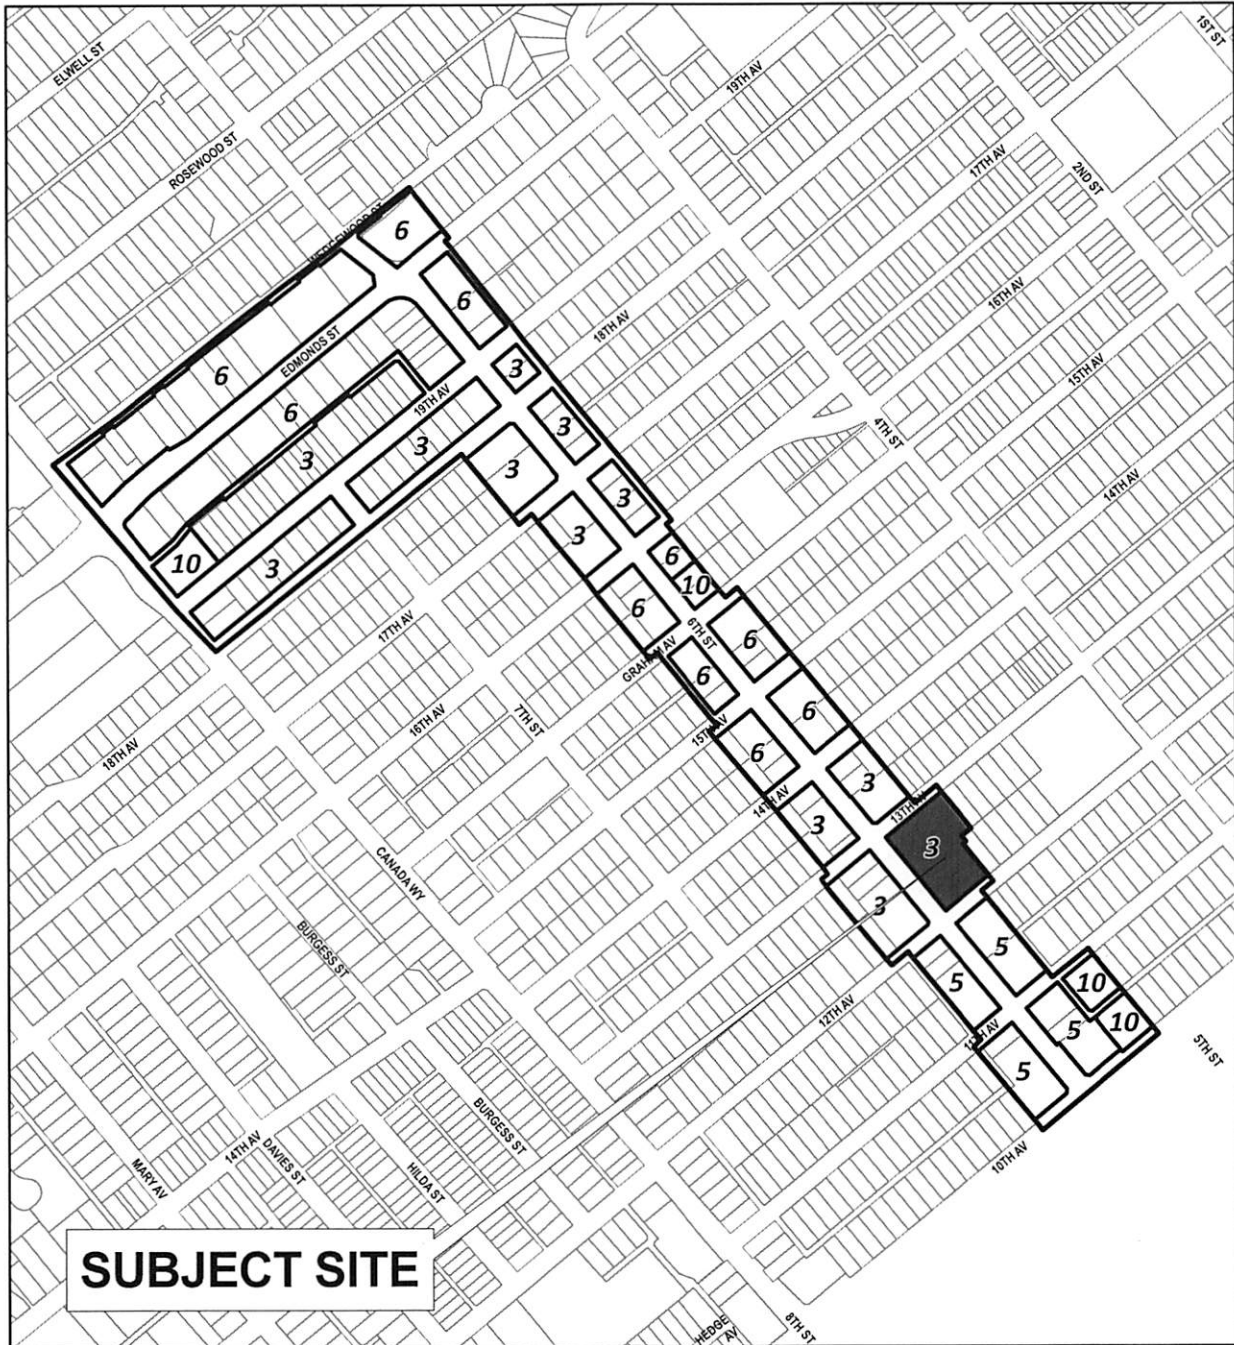 1ST ST
ELWELL ST
19TH AV
ROSEWOOD ST
17TH AV
2ND ST
WEDGEWOOD ST
6
16TH AV
6
18TH AV
EDMONDS ST
3
15TH AV
6
19TH AV
6
3
4TH ST
3
3
3
3
14TH AV
3
6
10
10
3
6
6
6TH ST
17TH AV
GRAHAM AV
6
16TH AV
7TH ST
6
15TH AV
18TH AV
6
3
14TH AV
13TH AV
3
3
CANADA WY
3
BURGESS ST
5
5
10
12TH AV
10
11TH AV
5
5TH ST
5
BURGESS ST
14TH AV
DAVIES ST
MARY AV
HILDA ST
10TH AV
SUBJECT SITE
HEDGE
AV
8TH ST